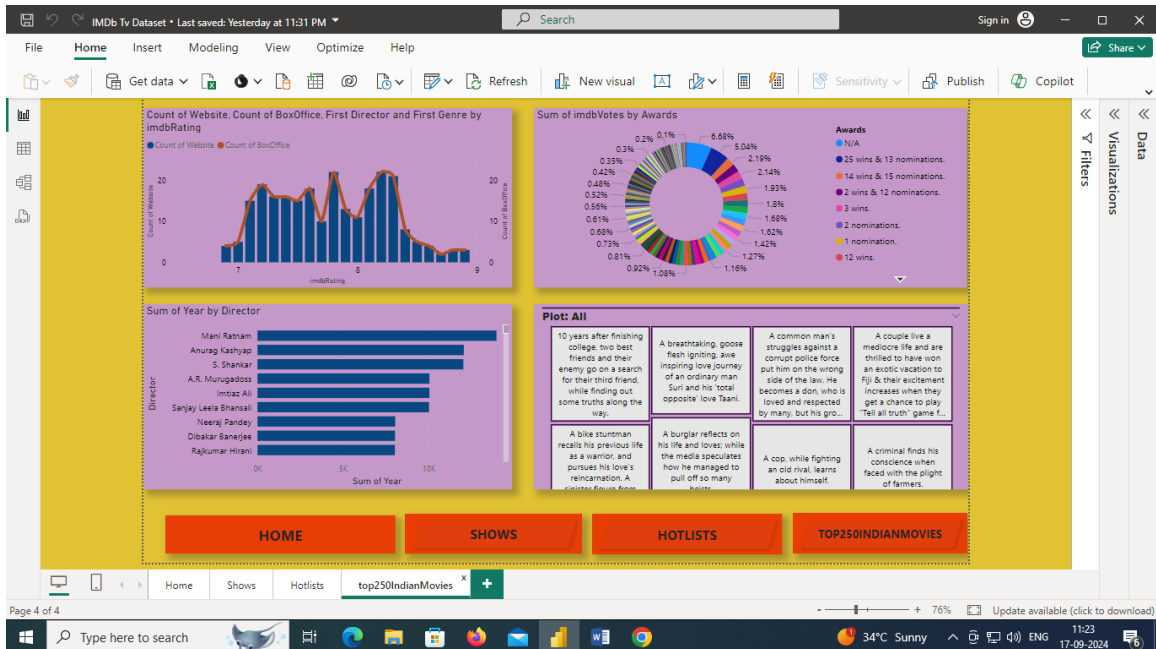 IMDb Tv Dataset • Last saved: Yesterday at 11:31 PM
Search
Sign in
File Home Insert Modeling View Optimize Help
Share
Get data
Refresh
New visual
Sensitivity
Publish
Copilot
Count of Website, Count of BoxOffice, First Director and First Genre by
imdbRating
Count of Website Count of BoxOffice
Count of Website
20
10
0
20
10
0
Count of BoxOffice
7 8 9
imdbRating
Sum of imdbVotes by Awards
0.1%
0.2%
0.3%
0.35%
0.42%
0.48%
0.52%
0.56%
0.61%
0.68%
0.73%
0.81%
0.92%
1.08%
6.68%
5.04%
2.19%
2.14%
1.93%
1.8%
1.68%
1.62%
1.42%
1.27%
1.16%
Awards
N/A
25 wins & 13 nominations.
14 wins & 15 nominations.
2 wins & 12 nominations.
3 wins.
2 nominations.
1 nomination.
12 wins.
Filters
Visualizations
Data
Sum of Year by Director
Director
Mani Ratnam
Anurag Kashyap
S. Shankar
A.R. Murugadoss
Imtiaz Ali
Sanjay Leela Bhansali
Neeraj Pandey
Dibakar Banerjee
Rajkumar Hirani
0K 5K 10K
Sum of Year
Plot: All
10 years after finishing
college, two best
friends and their
enemy go on a search
for their third friend,
while finding out
some truths along the
way.
A breathtaking, goose
flesh igniting, awe
inspiring love journey
of an ordinary man
Suri and his 'total
opposite' love Taani.
A common man's
struggles against a
corrupt police force
put him on the wrong
side of the law. He
becomes a don, who is
loved and respected
by many, but his gro...
A couple live a
mediocre life and are
thrilled to have won
an exotic vacation to
Fiji & their excitement
increases when they
get a chance to play
"Tell all truth" game f...
A bike stuntman
recalls his previous life
as a warrior, and
pursues his love's
reincarnation. A
sinister figure from
A burglar reflects on
his life and loves; while
the media speculates
how he managed to
pull off so many
heists.
A cop, while fighting
an old rival, learns
about himself.
A criminal finds his
conscience when
faced with the plight
of farmers.
HOME
SHOWS
HOTLISTS
TOP250INDIANMOVIES
Home Shows Hotlists top250IndianMovies x +
Page 4 of 4
- + 76%
Update available (click to download)
Type here to search
34°C Sunny
ENG
11:23
17-09-2024
6